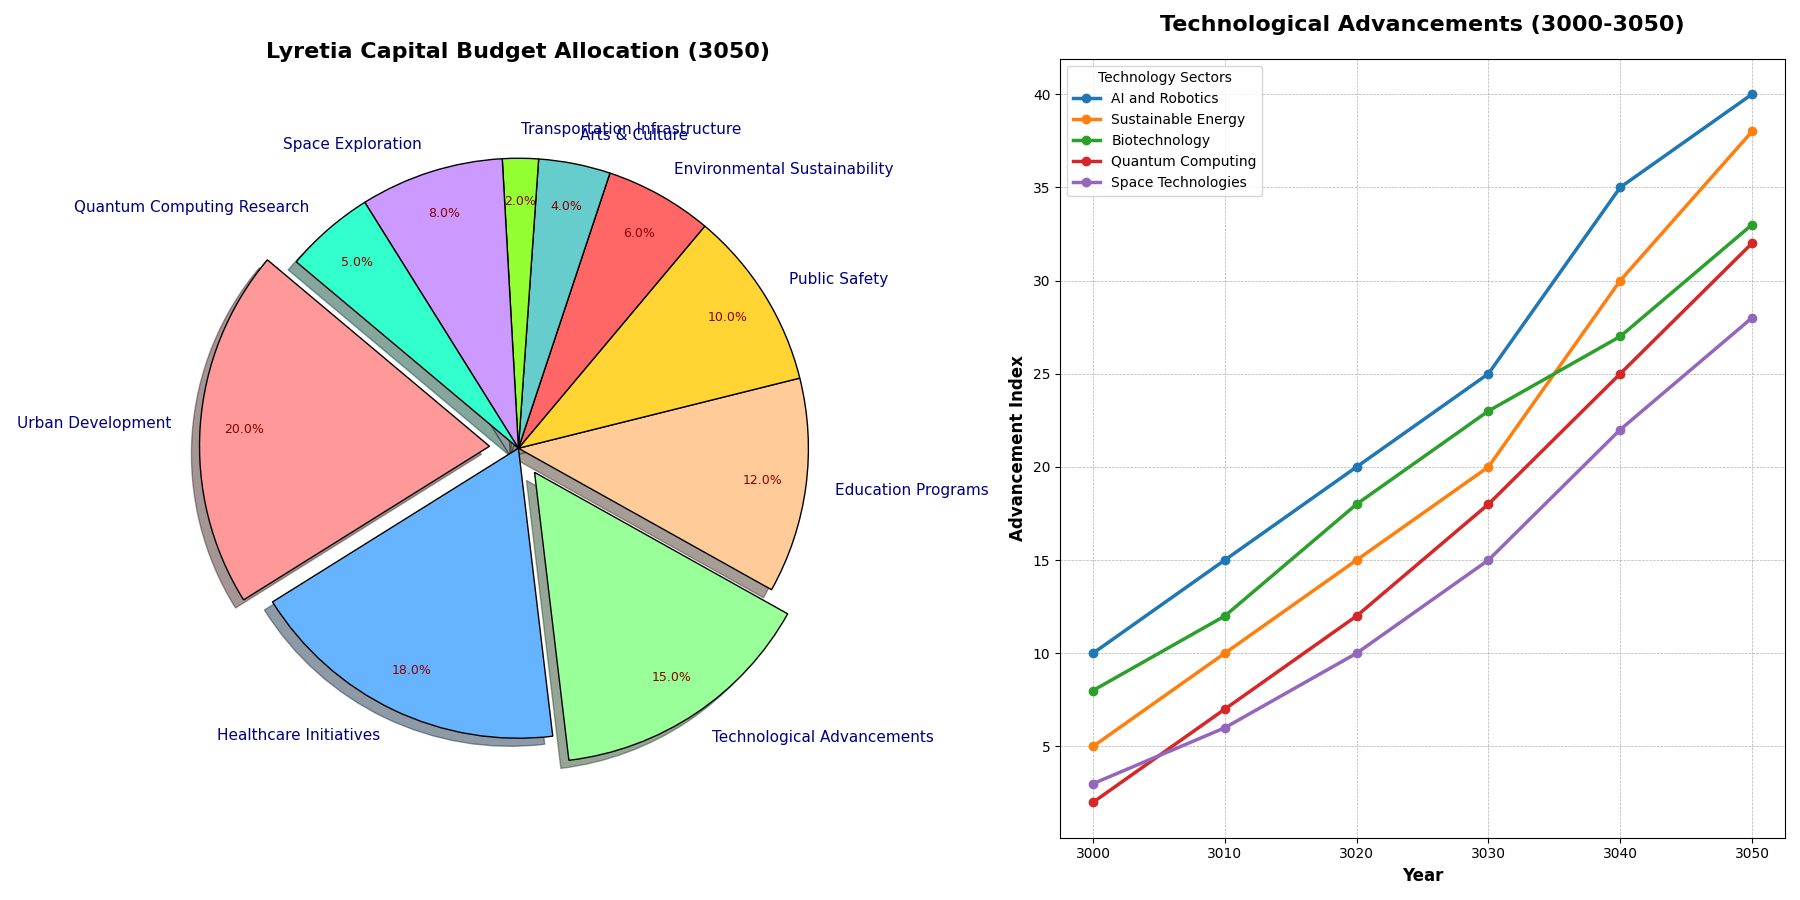 Lyretia Capital Budget Allocation (3050)
Transportation Infrastructure
Arts & Culture
Space Exploration
Environmental Sustainability
Quantum Computing Research
Public Safety
Urban Development
Education Programs
Healthcare Initiatives
Technological Advancements
2.0%
4.0%
8.0%
6.0%
5.0%
10.0%
20.0%
12.0%
18.0%
15.0%
Technological Advancements (3000-3050)
Technology Sectors
AI and Robotics
Sustainable Energy
Biotechnology
Quantum Computing
Space Technologies
Advancement Index
40
35
30
25
20
15
10
5
3000
3010
3020
3030
3040
3050
Year